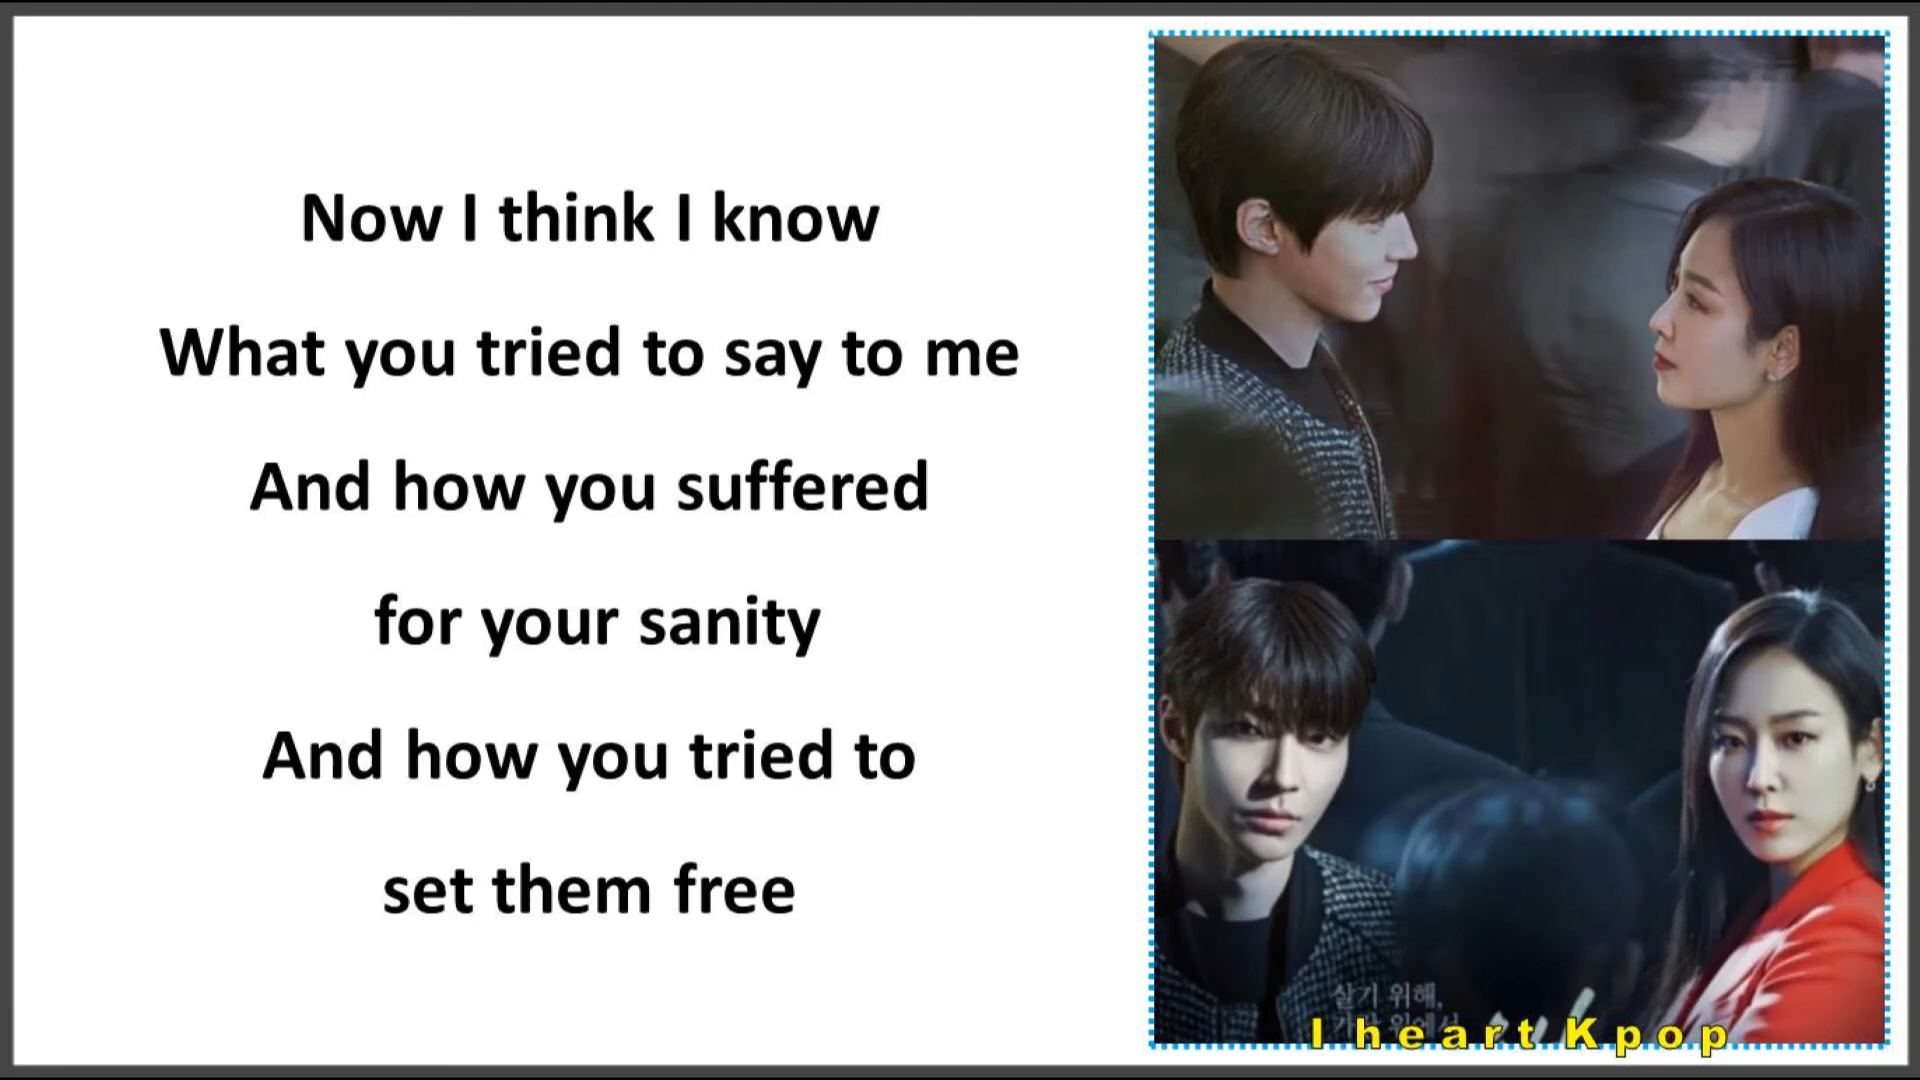 Now I think I know
What you tried to say to me
And how you suffered
for your sanity
And how you tried to
set them free
살기 위해,
I heart Kpop